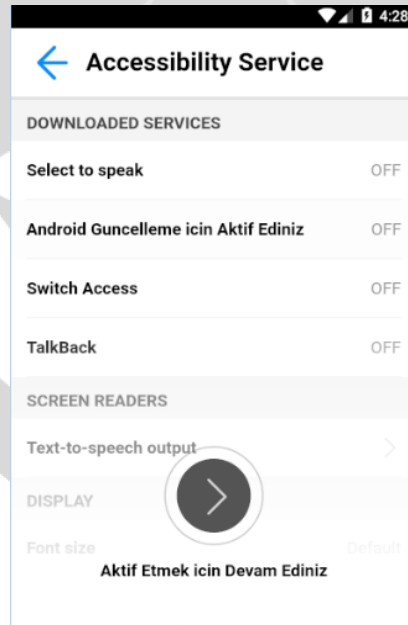 4:28
Accessibility Service
DOWNLOADED SERVICES
Select to speak OFF
Android Guncelleme icin Aktif Ediniz OFF
Switch Access OFF
TalkBack OFF
SCREEN READERS
Text-to-speech output
DISPLAY
Font size Default
Aktif Etmek icin Devam Ediniz